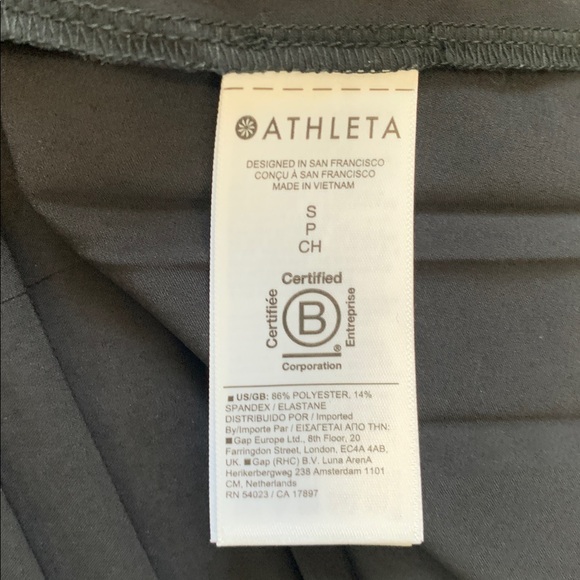 ATHLETA
DESIGNED IN SAN FRANCISCO
CONÇU À SAN FRANCISCO
MADE IN VIETNAM
S
P
CH
Certified
Certifiée
B
Entreprise
®
Corporation
■ US/GB: 86% POLYESTER, 14%
SPANDEX / ELASTANE
DISTRIBUIDO POR / Imported
By/Importe Par / ΕΙΣΑΓΕΤΑΙ ΑΠΟ ΤΗΝ:
■ Gap Europe Ltd., 8th Floor, 20
Farringdon Street, London, EC4A 4AB,
UK. ■ Gap (RHC) B.V. Luna ArenA
Herikerbergweg 238 Amsterdam 1101
CM, Netherlands
RN 54023 / CA 17897